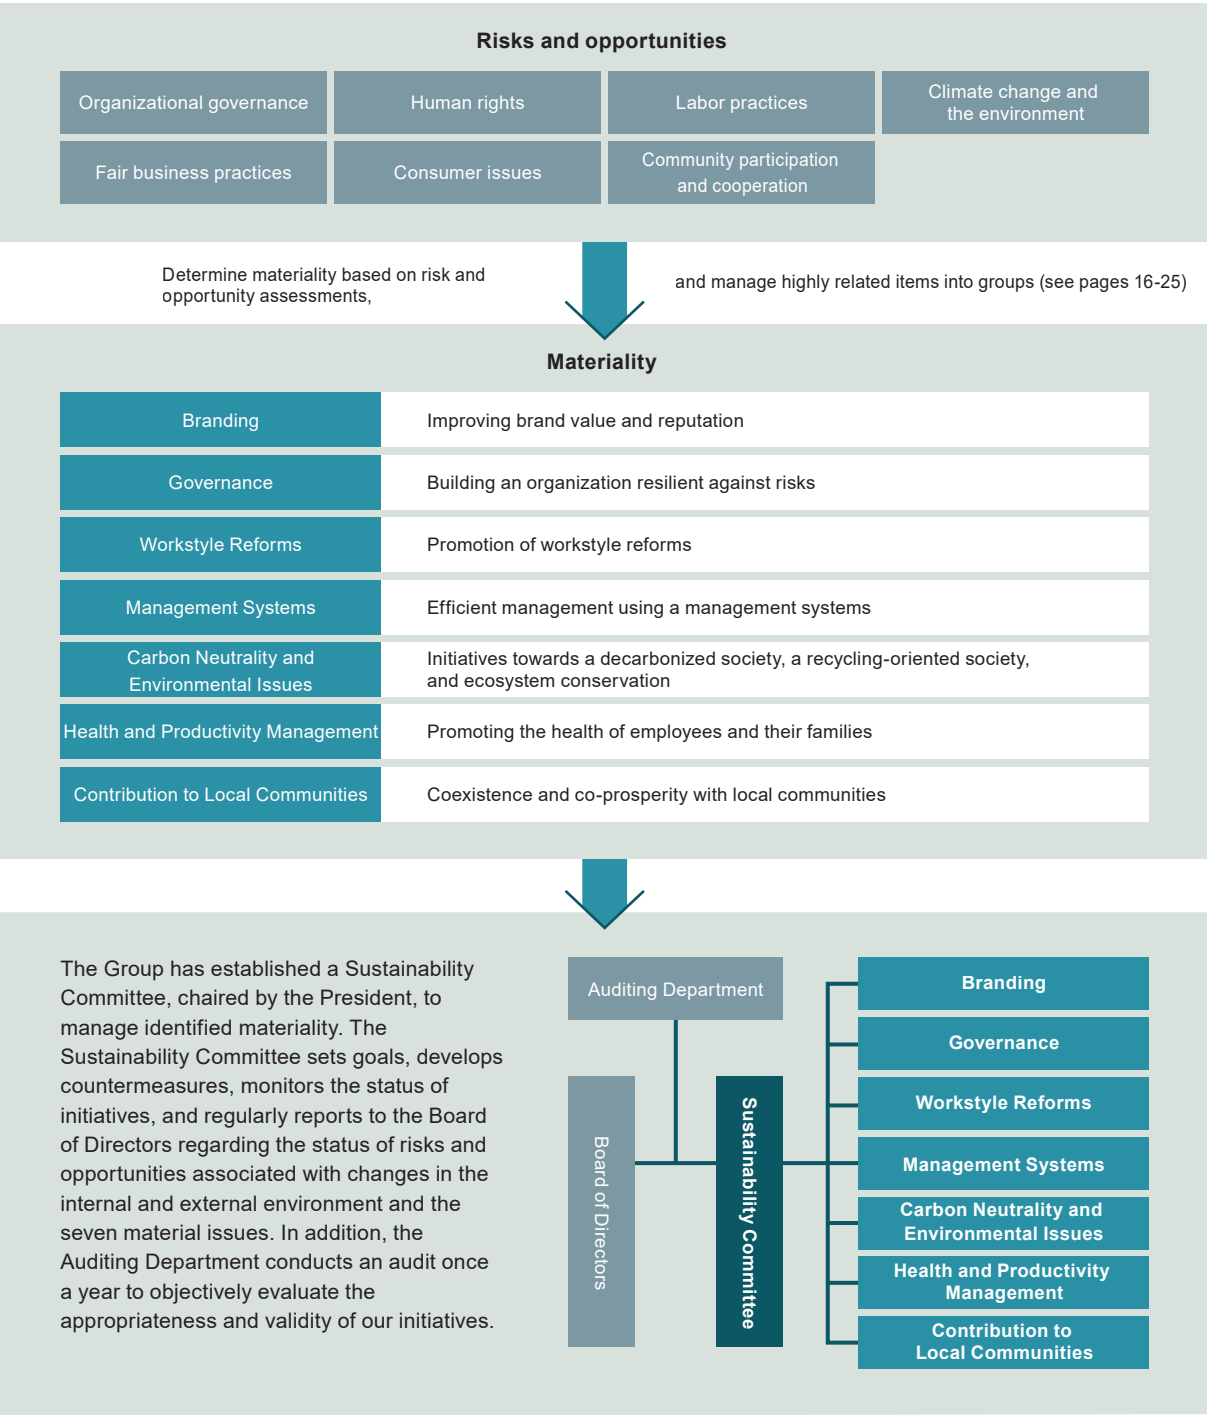 Risks and opportunities
Organizational governance
Human rights
Labor practices
Climate change and
the environment
Fair business practices
Consumer issues
Community participation
and cooperation
Determine materiality based on risk and
opportunity assessments,
and manage highly related items into groups (see pages 16-25)
Materiality
Branding
Improving brand value and reputation
Governance
Building an organization resilient against risks
Workstyle Reforms
Promotion of workstyle reforms
Management Systems
Efficient management using a management systems
Carbon Neutrality and
Environmental Issues
Initiatives towards a decarbonized society, a recycling-oriented society,
and ecosystem conservation
Health and Productivity Management
Promoting the health of employees and their families
Contribution to Local Communities
Coexistence and co-prosperity with local communities
The Group has established a Sustainability
Committee, chaired by the President, to
manage identified materiality. The
Sustainability Committee sets goals, develops
countermeasures, monitors the status of
initiatives, and regularly reports to the Board
of Directors regarding the status of risks and
opportunities associated with changes in the
internal and external environment and the
seven material issues. In addition, the
Auditing Department conducts an audit once
a year to objectively evaluate the
appropriateness and validity of our initiatives.
Auditing Department
Board of Directors
Sustainability Committee
Branding
Governance
Workstyle Reforms
Management Systems
Carbon Neutrality and
Environmental Issues
Health and Productivity
Management
Contribution to
Local Communities